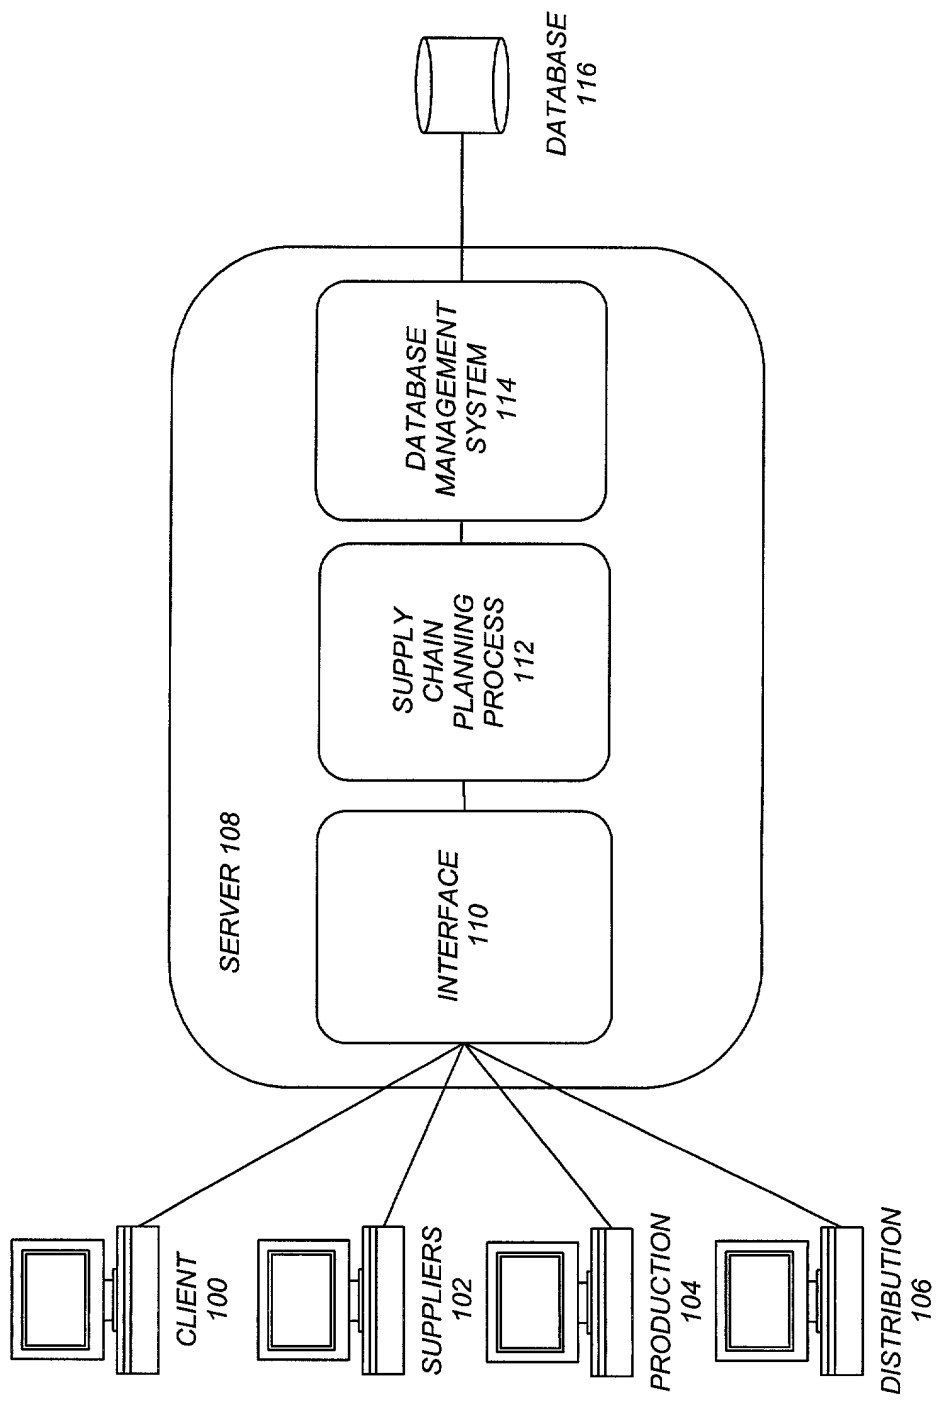 CLIENT
100
SUPPLIERS
102
PRODUCTION
104
DISTRIBUTION
106
SERVER 108
INTERFACE
110
SUPPLY
CHAIN
PLANNING
PROCESS
112
DATABASE
MANAGEMENT
SYSTEM
114
DATABASE
116